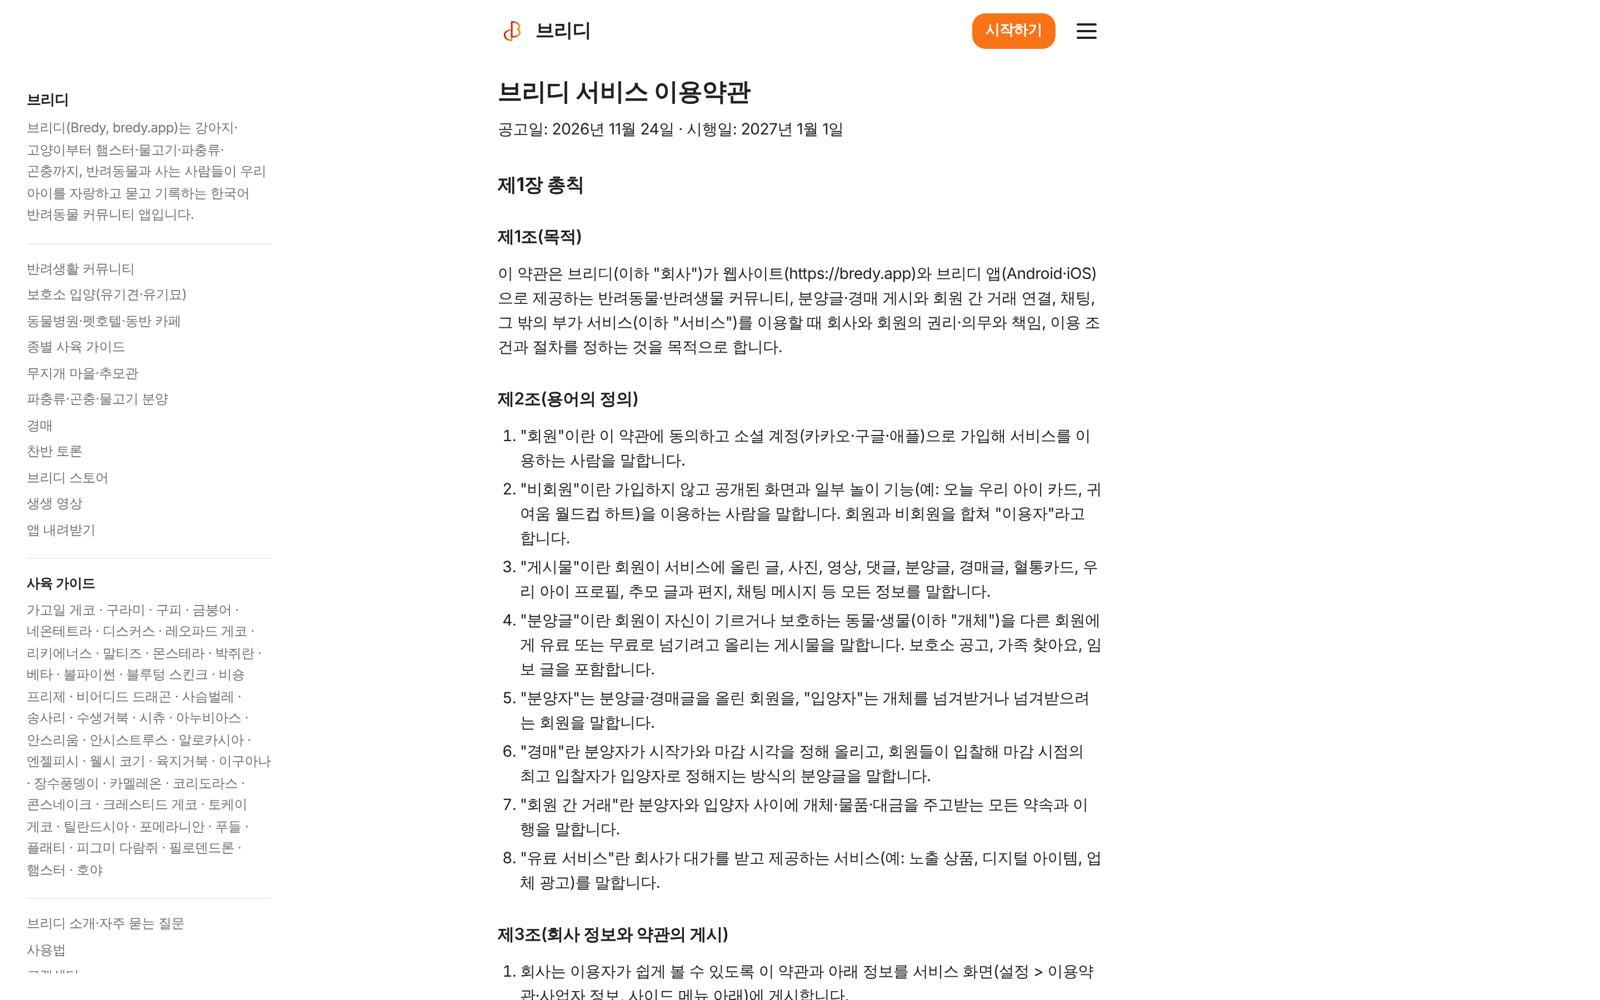 브리디
시작하기
브리디
브리디(Bredy, bredy.app)는 강아지·
고양이부터 햄스터·물고기·파충류·
곤충까지, 반려동물과 사는 사람들이 우리
아이를 자랑하고 묻고 기록하는 한국어
반려동물 커뮤니티 앱입니다.
반려생활 커뮤니티
보호소 입양(유기견·유기묘)
동물병원·펫호텔·동반 카페
종별 사육 가이드
무지개 마을·추모관
파충류·곤충·물고기 분양
경매
찬반 토론
브리디 스토어
생생 영상
앱 내려받기
사육 가이드
가고일 게코 · 구라미 · 구피 · 금붕어 ·
네온테트라 · 디스커스 · 레오파드 게코 ·
리키에너스 · 말티즈 · 몬스테라 · 박쥐란 ·
베타 · 볼파이썬 · 블루텅 스킨크 · 비숑
프리제 · 비어디드 드래곤 · 사슴벌레 ·
송사리 · 수생거북 · 시츄 · 아누비아스 ·
안스리움 · 안시스트루스 · 알로카시아 ·
엔젤피시 · 웰시 코기 · 육지거북 · 이구아나
· 장수풍뎅이 · 카멜레온 · 코리도라스 ·
콘스네이크 · 크레스티드 게코 · 토케이
게코 · 틸란드시아 · 포메라니안 · 푸들 ·
플래티 · 피그미 다람쥐 · 필로덴드론 ·
햄스터 · 호야
브리디 소개·자주 묻는 질문
사용법
브리디 서비스 이용약관
공고일: 2026년 11월 24일 · 시행일: 2027년 1월 1일
제1장 총칙
제1조(목적)
이 약관은 브리디(이하 "회사")가 웹사이트(https://bredy.app)와 브리디 앱(Android·iOS)
으로 제공하는 반려동물·반려생물 커뮤니티, 분양글·경매 게시와 회원 간 거래 연결, 채팅,
그 밖의 부가 서비스(이하 "서비스")를 이용할 때 회사와 회원의 권리·의무와 책임, 이용 조
건과 절차를 정하는 것을 목적으로 합니다.
제2조(용어의 정의)
1. "회원"이란 이 약관에 동의하고 소셜 계정(카카오·구글·애플)으로 가입해 서비스를 이
용하는 사람을 말합니다.
2. "비회원"이란 가입하지 않고 공개된 화면과 일부 놀이 기능(예: 오늘 우리 아이 카드, 귀
여움 월드컵 하트)을 이용하는 사람을 말합니다. 회원과 비회원을 합쳐 "이용자"라고
합니다.
3. "게시물"이란 회원이 서비스에 올린 글, 사진, 영상, 댓글, 분양글, 경매글, 혈통카드, 우
리 아이 프로필, 추모 글과 편지, 채팅 메시지 등 모든 정보를 말합니다.
4. "분양글"이란 회원이 자신이 기르거나 보호하는 동물·생물(이하 "개체")을 다른 회원에
게 유료 또는 무료로 넘기려고 올리는 게시물을 말합니다. 보호소 공고, 가족 찾아요, 임
보 글을 포함합니다.
5. "분양자"는 분양글·경매글을 올린 회원을, "입양자"는 개체를 넘겨받거나 넘겨받으려
는 회원을 말합니다.
6. "경매"란 분양자가 시작가와 마감 시각을 정해 올리고, 회원들이 입찰해 마감 시점의
최고 입찰자가 입양자로 정해지는 방식의 분양글을 말합니다.
7. "회원 간 거래"란 분양자와 입양자 사이에 개체·물품·대금을 주고받는 모든 약속과 이
행을 말합니다.
8. "유료 서비스"란 회사가 대가를 받고 제공하는 서비스(예: 노출 상품, 디지털 아이템, 업
체 광고)를 말합니다.
제3조(회사 정보와 약관의 게시)
1. 회사는 이용자가 쉽게 볼 수 있도록 이 약관과 아래 정보를 서비스 화면(설정 > 이용약
관·사업자 정보, 사이드 메뉴 아래)에 게시합니다.